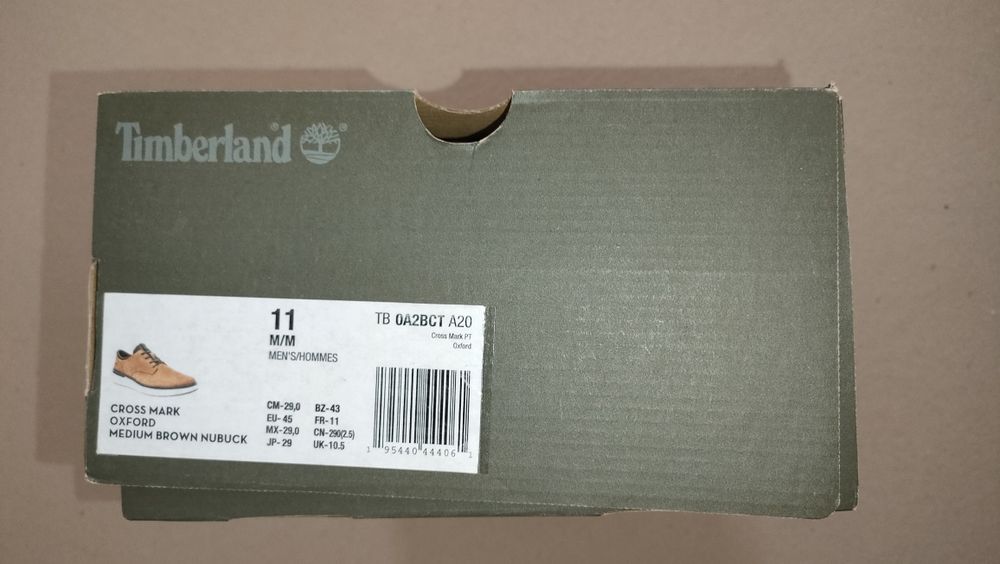 Timberland®
®
11
M/M
MEN'S/HOMMES
TB 0A2BCT A20
Cross Mark PT
Oxford
CROSS MARK
OXFORD
MEDIUM BROWN NUBUCK
CM-29,0 BZ-43
EU- 45 FR-11
MX-29,0 CN-290(2.5)
JP- 29 UK-10.5
1 95440 44406 1